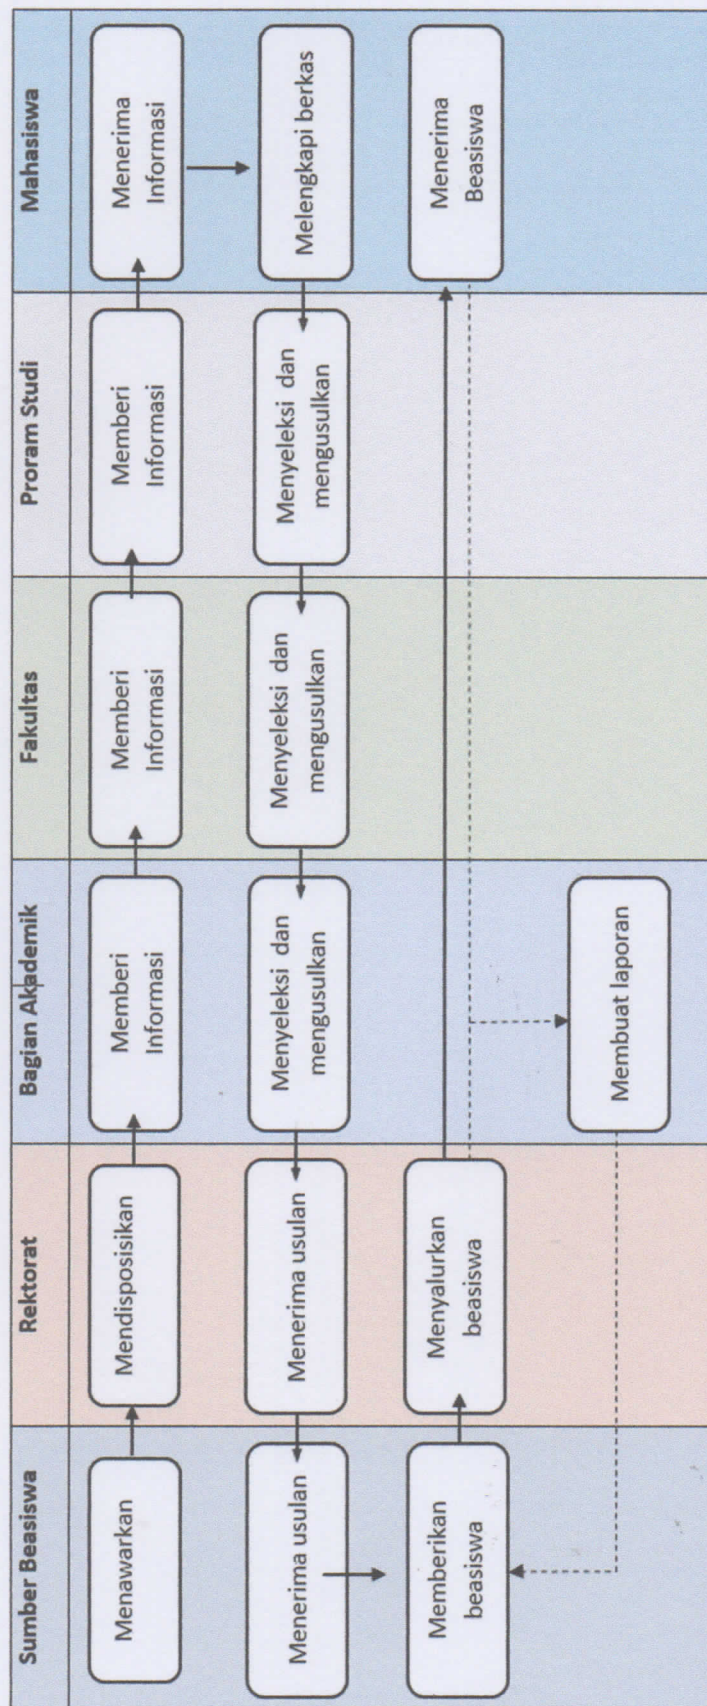 Sumber Beasiswa
Rektorat
Bagian Akademik
Fakultas
Proram Studi
Mahasiswa
Menawarkan
Mendisposisikan
Memberi
Informasi
Memberi
Informasi
Memberi
Informasi
Menerima
Informasi
Menerima usulan
Menerima usulan
Menyeleksi dan
mengusulkan
Menyeleksi dan
mengusulkan
Menyeleksi dan
mengusulkan
Melengkapi berkas
Memberikan
beasiswa
Menyalurkan
beasiswa
Menerima
Beasiswa
Membuat laporan